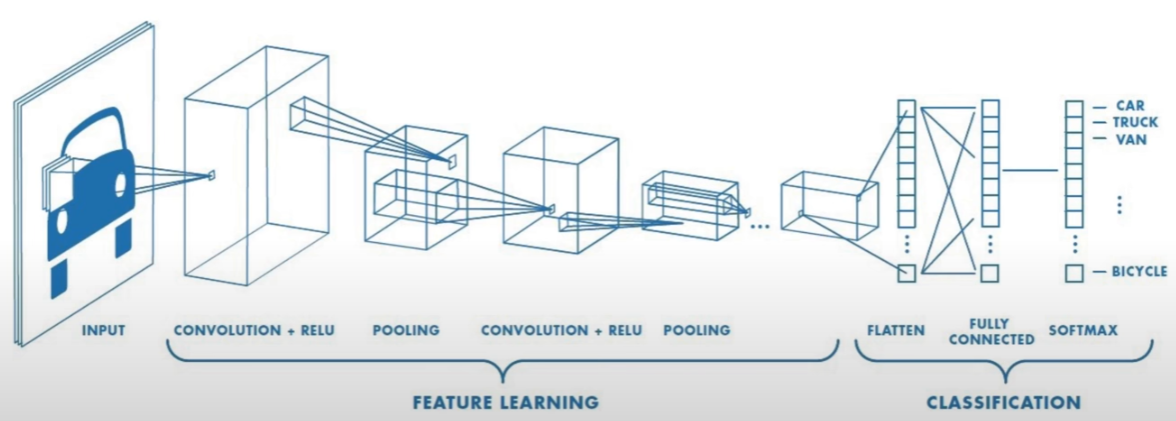 CAR
TRUCK
VAN
BICYCLE
INPUT
CONVOLUTION + RELU
POOLING
CONVOLUTION + RELU
POOLING
FLATTEN
FULLY
CONNECTED
SOFTMAX
FEATURE LEARNING
CLASSIFICATION